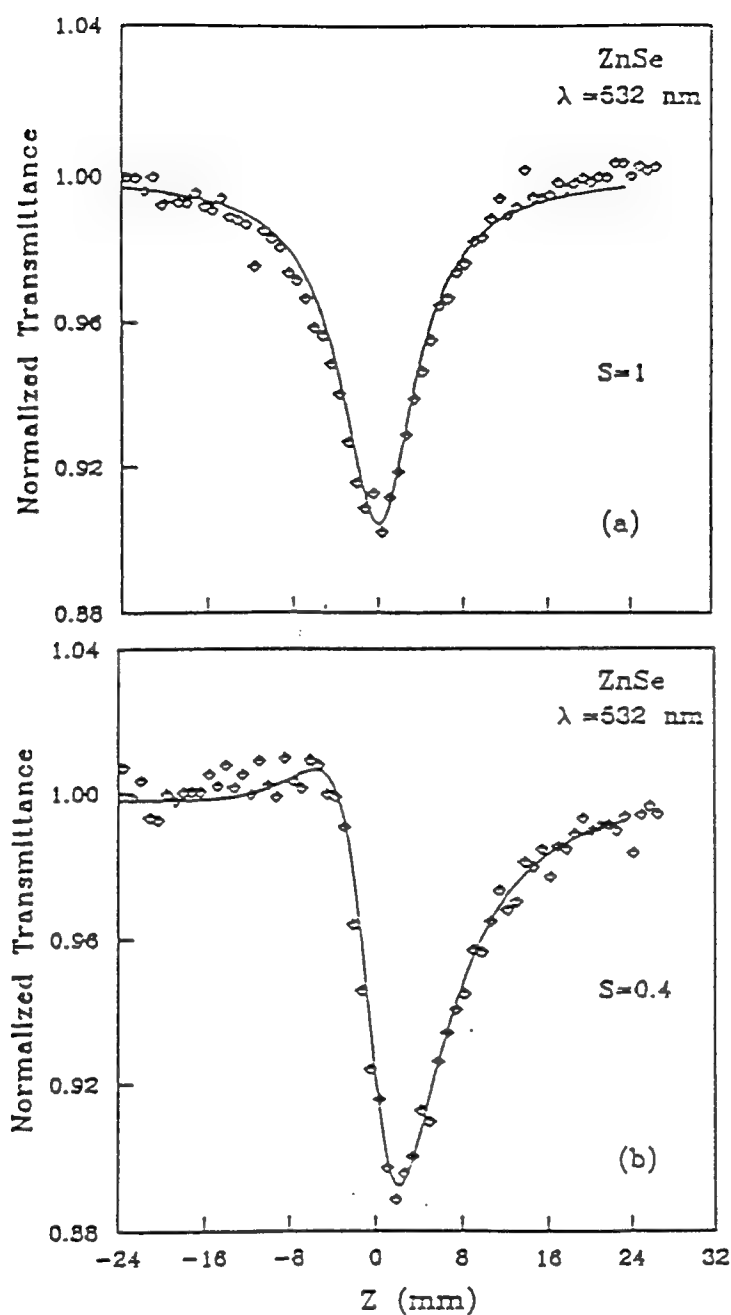 1.04
ZnSe
λ =532 nm
1.00
0.96
S=1
0.92
(a)
0.88
Normalized Transmittance
1.04
ZnSe
λ =532 nm
1.00
0.96
S=0.4
0.92
(b)
0.88
Normalized Transmittance
-24 -16 -8 0 8 16 24 32
Z (mm)